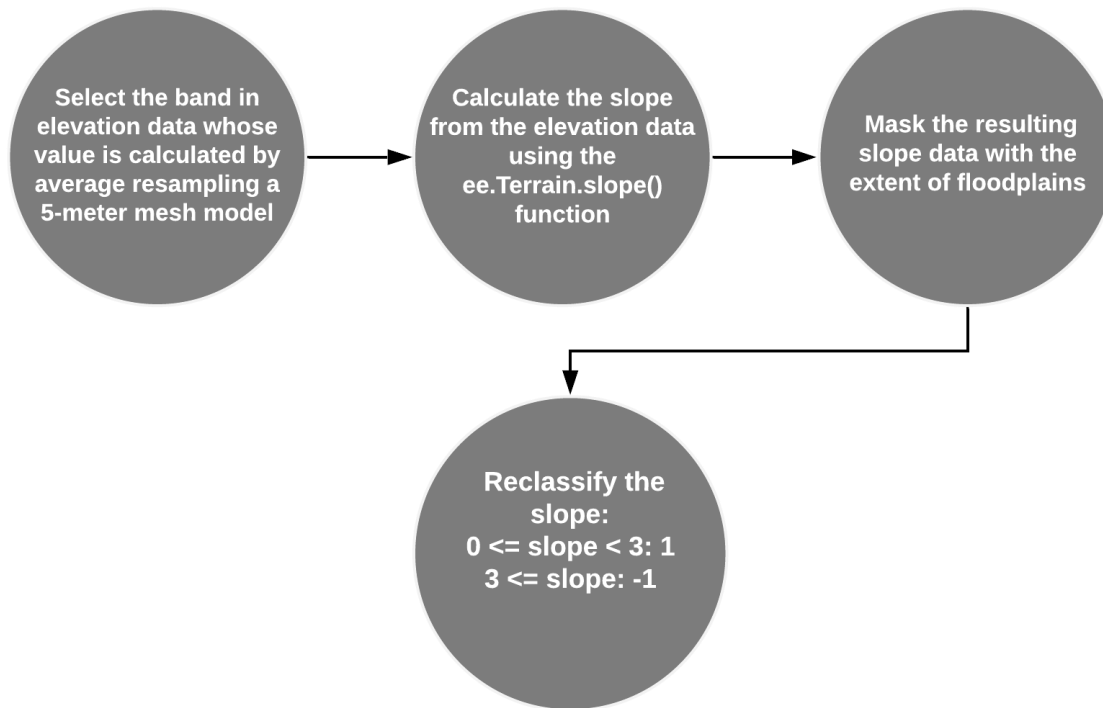 Select the band in
elevation data whose
value is calculated by
average resampling a
5-meter mesh model
Calculate the slope
from the elevation data
using the
ee.Terrain.slope()
function
Mask the resulting
slope data with the
extent of floodplains
Reclassify the
slope:
0 <= slope < 3: 1
3 <= slope: -1